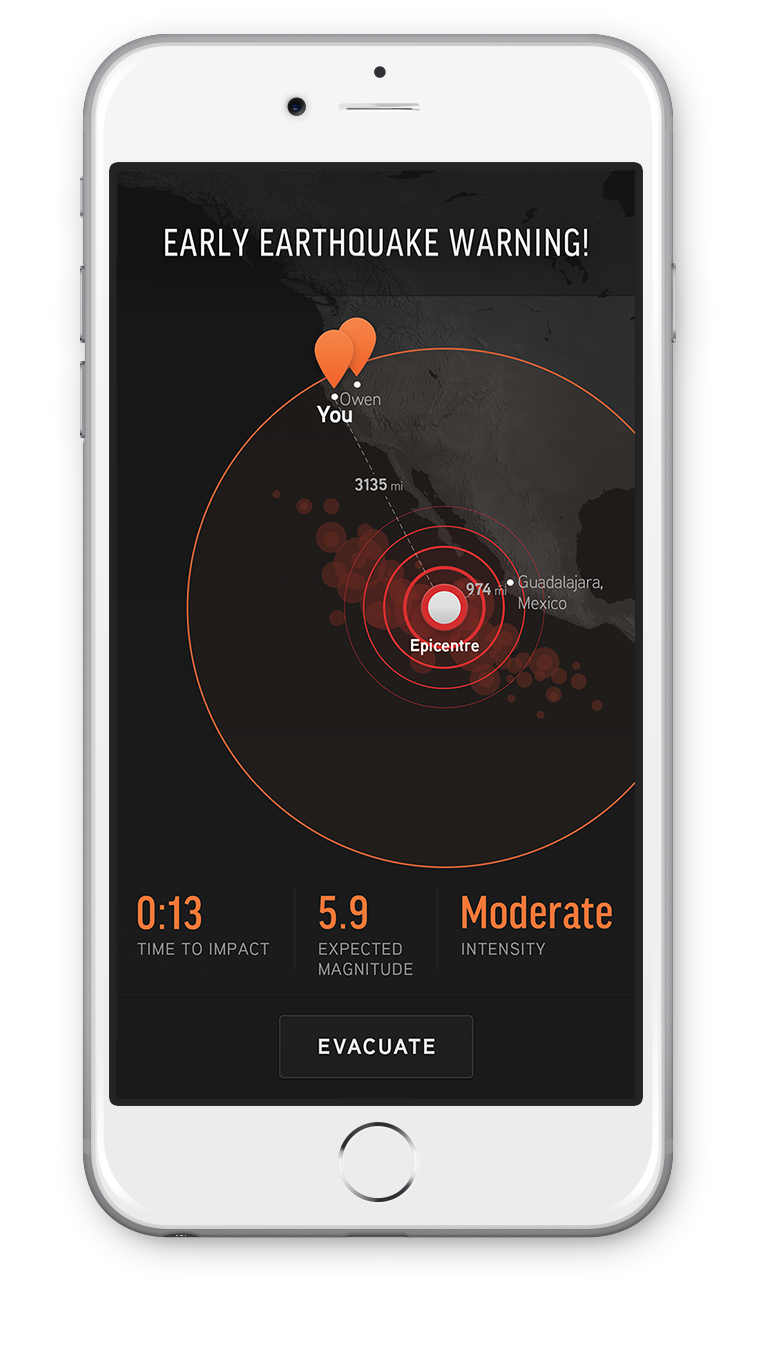 EARLY EARTHQUAKE WARNING!
Owen
You
3135 mi
974 mi
Guadalajara,
Mexico
Epicentre
0:13
TIME TO IMPACT
5.9
EXPECTED
MAGNITUDE
Moderate
INTENSITY
EVACUATE